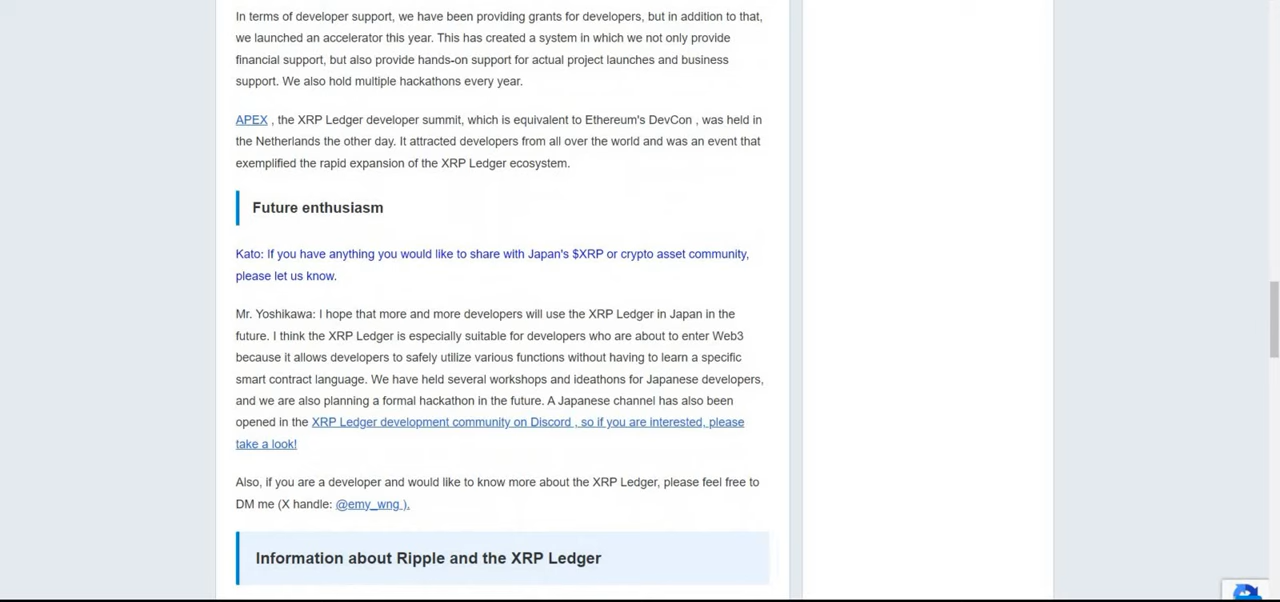 In terms of developer support, we have been providing grants for developers, but in addition to that,
we launched an accelerator this year. This has created a system in which we not only provide
financial support, but also provide hands-on support for actual project launches and business
support. We also hold multiple hackathons every year.
APEX , the XRP Ledger developer summit, which is equivalent to Ethereum's DevCon , was held in
the Netherlands the other day. It attracted developers from all over the world and was an event that
exemplified the rapid expansion of the XRP Ledger ecosystem.
Future enthusiasm
Kato: If you have anything you would like to share with Japan's $XRP or crypto asset community,
please let us know.
Mr. Yoshikawa: I hope that more and more developers will use the XRP Ledger in Japan in the
future. I think the XRP Ledger is especially suitable for developers who are about to enter Web3
because it allows developers to safely utilize various functions without having to learn a specific
smart contract language. We have held several workshops and ideathons for Japanese developers,
and we are also planning a formal hackathon in the future. A Japanese channel has also been
opened in the XRP Ledger development community on Discord , so if you are interested, please
take a look!
Also, if you are a developer and would like to know more about the XRP Ledger, please feel free to
DM me (X handle: @emy_wng ).
Information about Ripple and the XRP Ledger